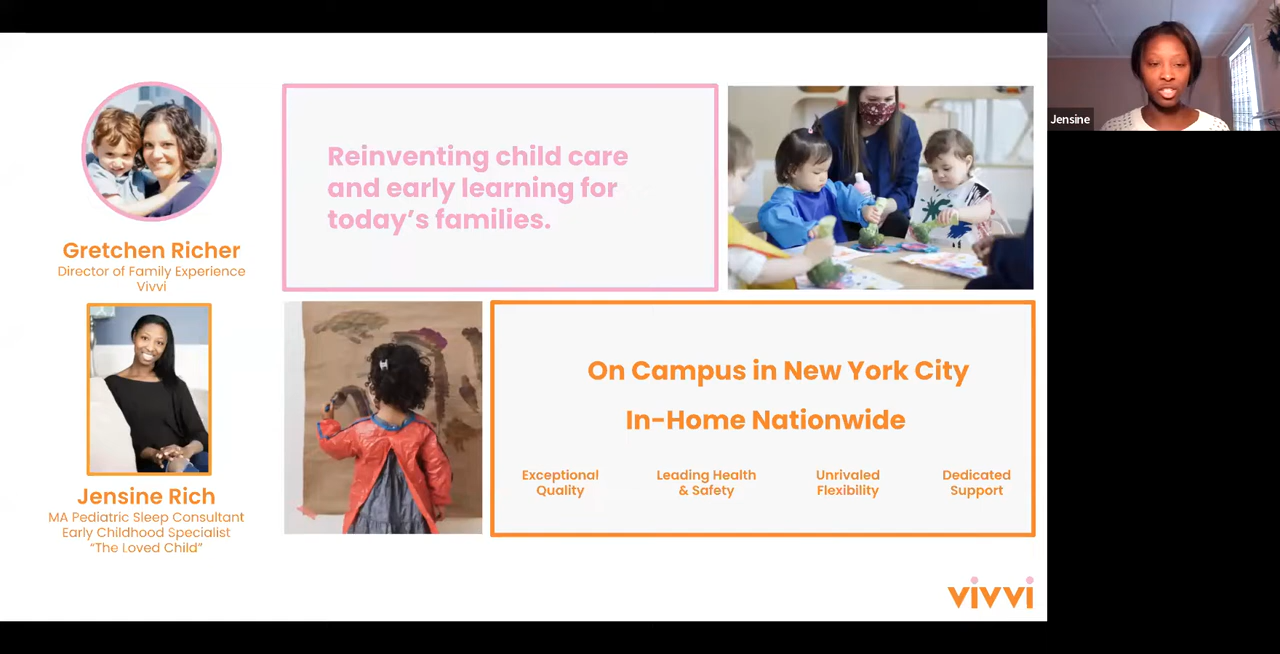 Gretchen Richer
Director of Family Experience
Vivvi
Jensine Rich
MA Pediatric Sleep Consultant
Early Childhood Specialist
“The Loved Child”
Reinventing child care
and early learning for
today’s families.
On Campus in New York City
In-Home Nationwide
Exceptional
Quality
Leading Health
& Safety
Unrivaled
Flexibility
Dedicated
Support
vivvi
Jensine